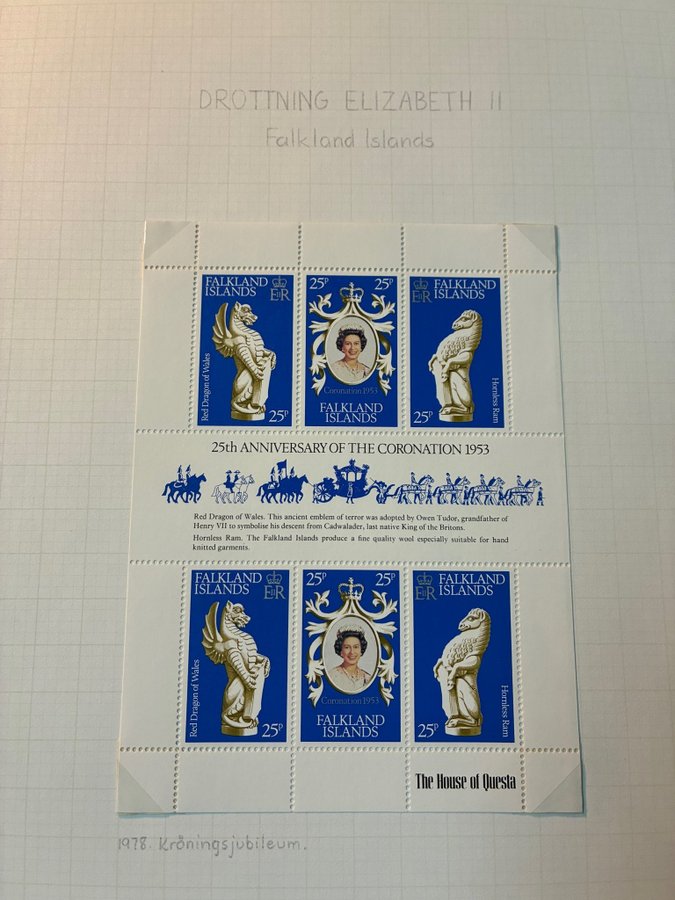 DROTTNING ELIZABETH II
Falkland Islands
FALKLAND
ISLANDS
EIIR
Red Dragon of Wales
25P
25P 25P
Coronation 1953
FALKLAND
ISLANDS
EIIR
FALKLAND
ISLANDS
Hornless Ram
25P
25th ANNIVERSARY OF THE CORONATION 1953
Red Dragon of Wales. This ancient emblem of terror was adopted by Owen Tudor, grandfather of
Henry VII to symbolise his descent from Cadwalader, last native King of the Britons.
Hornless Ram. The Falkland Islands produce a fine quality wool especially suitable for hand
knitted garments.
FALKLAND
ISLANDS
EIIR
Red Dragon of Wales
25P
25P 25P
Coronation 1953
FALKLAND
ISLANDS
EIIR
FALKLAND
ISLANDS
Hornless Ram
25P
The House of Questa
1978. Kröningsjubileum.